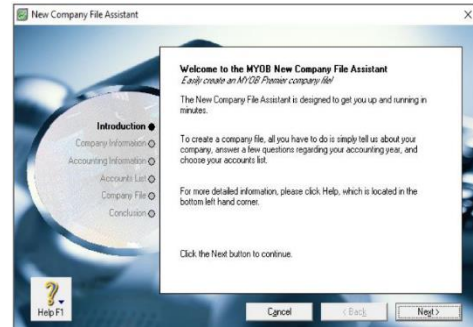 New Company File Assistant
Welcome to the MYOB New Company File Assistant
Easily create an MYOB Premier company file!
The New Company File Assistant is designed to get you up and running in
minutes.
To create a company file, all you have to do is simply tell us about your
company, answer a few questions regarding your accounting year, and
choose your accounts list.
For more detailed information, please click Help, which is located in the
bottom left hand corner.
Click the Next button to continue.
Introduction
Company Information
Accounting Information
Accounts List
Company File
Conclusion
Help F1
Cancel
< Back
Next >